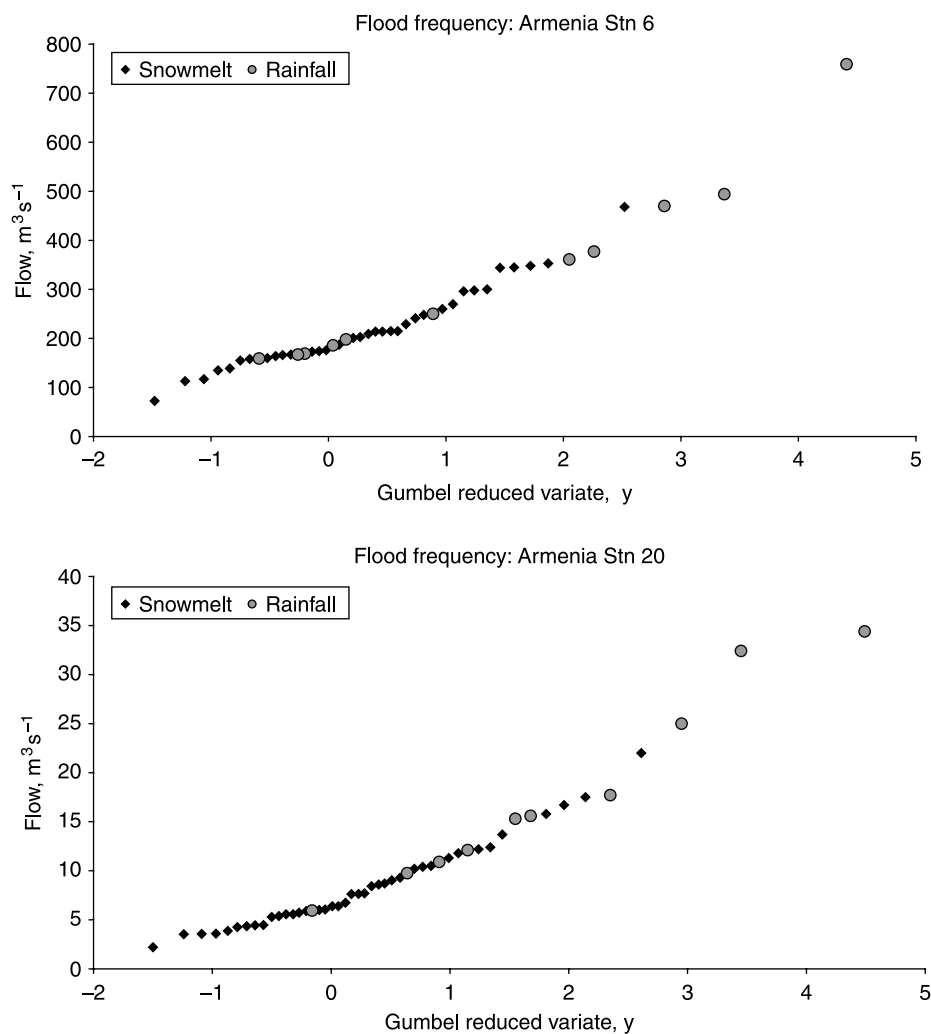 Flood frequency: Armenia Stn 6
Snowmelt Rainfall
Flow, m³s⁻¹
800
700
600
500
400
300
200
100
0
−2 −1 0 1 2 3 4 5
Gumbel reduced variate, y
Flood frequency: Armenia Stn 20
Snowmelt Rainfall
Flow, m³s⁻¹
40
35
30
25
20
15
10
5
0
−2 −1 0 1 2 3 4 5
Gumbel reduced variate, y